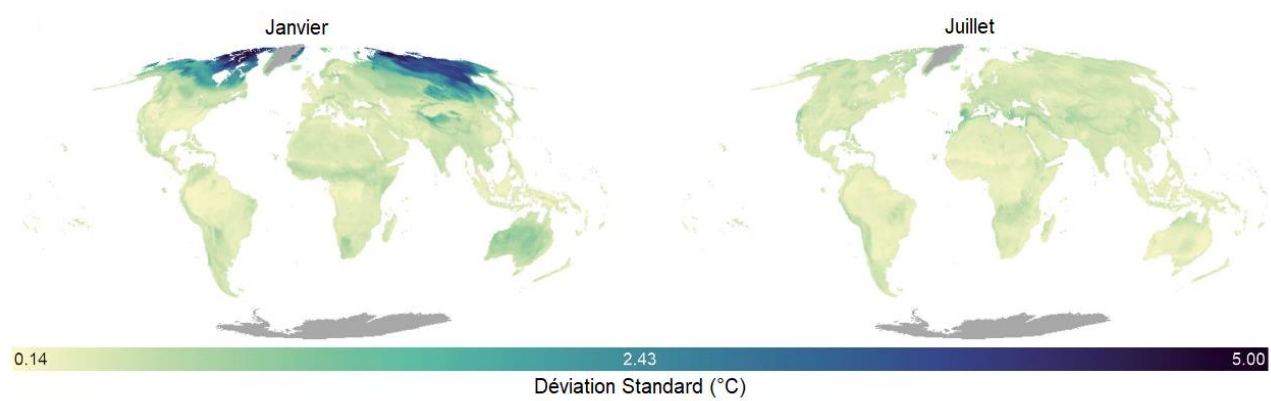 Janvier
Juillet
0.14
2.43
5.00
Déviation Standard (°C)